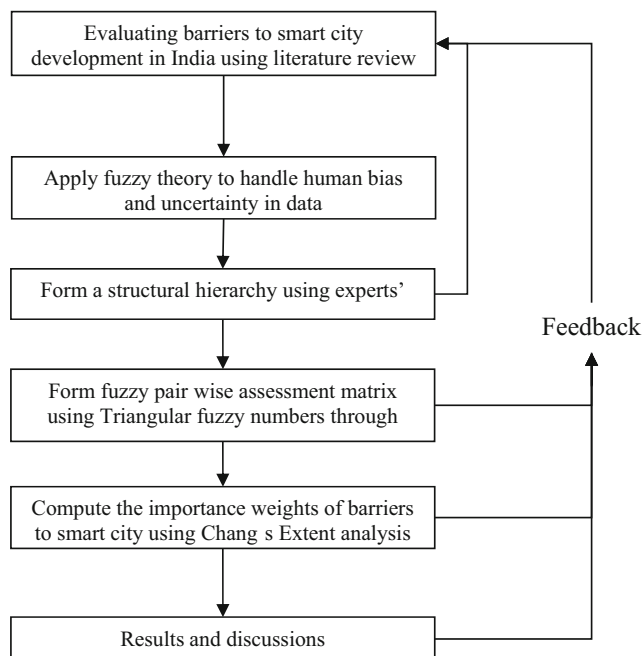 Evaluating barriers to smart city
development in India using literature review
Apply fuzzy theory to handle human bias
and uncertainty in data
Form a structural hierarchy using experts’
Feedback
Form fuzzy pair wise assessment matrix
using Triangular fuzzy numbers through
Compute the importance weights of barriers
to smart city using Chang s Extent analysis
Results and discussions